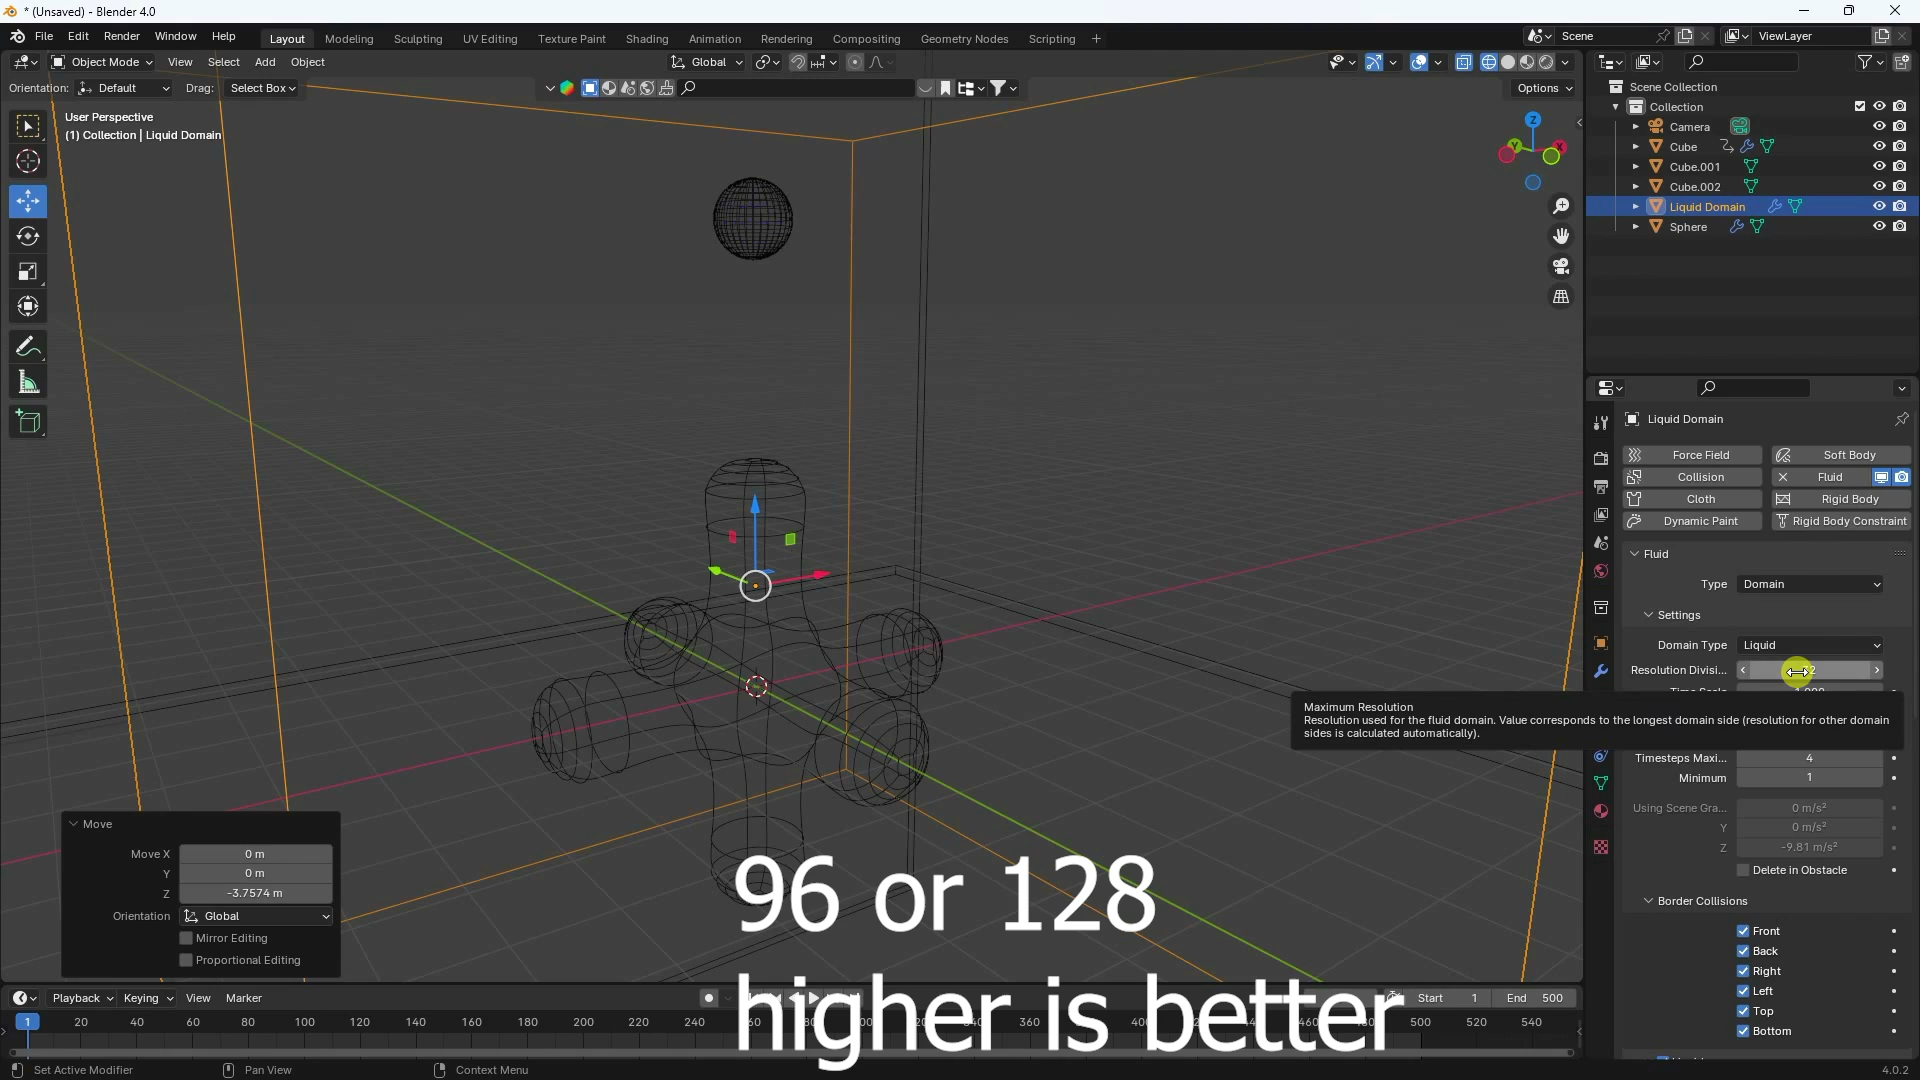 * (Unsaved) - Blender 4.0
File Edit Render Window Help
Layout Modeling Sculpting UV Editing Texture Paint Shading Animation Rendering Compositing Geometry Nodes Scripting +
Scene
ViewLayer
Object Mode View Select Add Object
Global
Orientation: Default Drag: Select Box
Options
User Perspective
(1) Collection | Liquid Domain
Z
Y
X
Scene Collection
Collection
Camera
Cube
Cube.001
Cube.002
Liquid Domain
Sphere
Liquid Domain
Force Field Soft Body
Collision Fluid
Cloth Rigid Body
Dynamic Paint Rigid Body Constraint
Fluid
Type Domain
Settings
Domain Type Liquid
Resolution Divisi...
Maximum Resolution
Resolution used for the fluid domain. Value corresponds to the longest domain side (resolution for other domain
sides is calculated automatically).
Timesteps Maxi... 4
Minimum 1
Using Scene Gra... 0 m/s²
Y 0 m/s²
Z -9.81 m/s²
Delete in Obstacle
Border Collisions
Front
Back
Right
Left
Top
Bottom
Move
Move X 0 m
Y 0 m
Z -3.7574 m
Orientation Global
Mirror Editing
Proportional Editing
96 or 128
higher is better
Playback Keying View Marker
Start 1 End 500
1 20 40 60 80 100 120 140 160 180 200 220 240 360 460 500 520 540
Set Active Modifier Pan View Context Menu
4.0.2